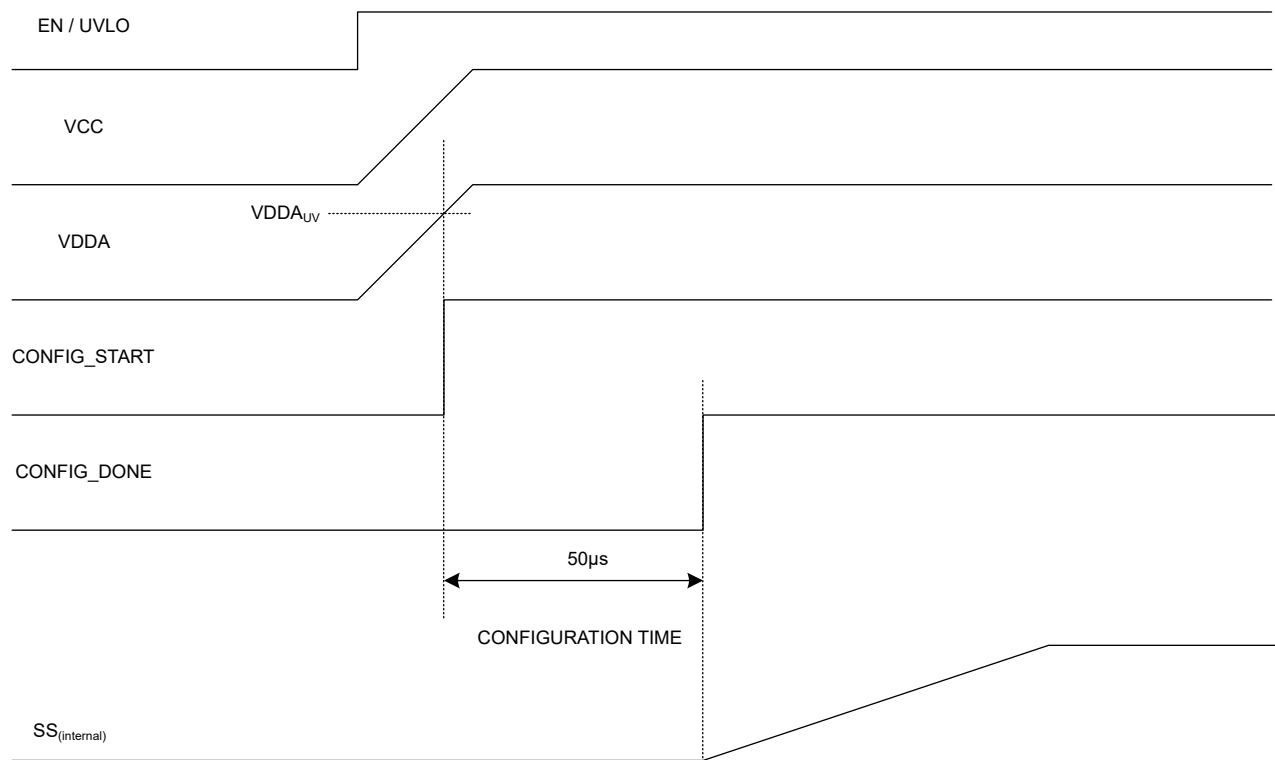 EN / UVLO
VCC
VDDA_UV
VDDA
CONFIG_START
CONFIG_DONE
50µs
CONFIGURATION TIME
SS_(internal)